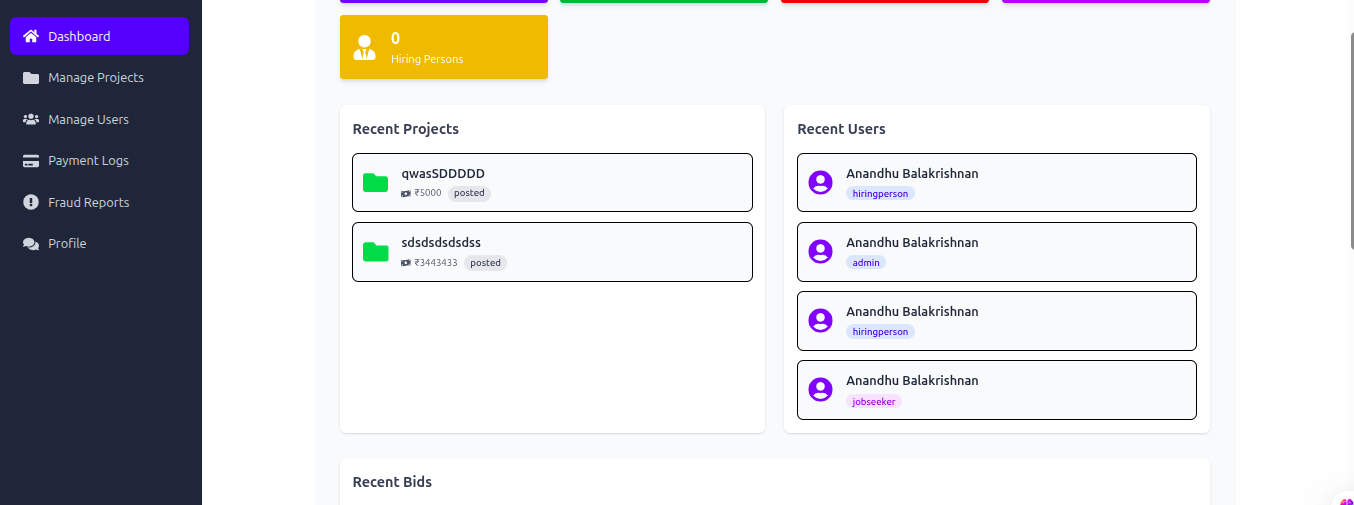 Dashboard
Manage Projects
Manage Users
Payment Logs
Fraud Reports
Profile
0
Hiring Persons
Recent Projects
qwasSDDDDD
₹5000 posted
sdsdsdsdsdss
₹3443433 posted
Recent Users
Anandhu Balakrishnan
hiringperson
Anandhu Balakrishnan
admin
Anandhu Balakrishnan
hiringperson
Anandhu Balakrishnan
jobseeker
Recent Bids